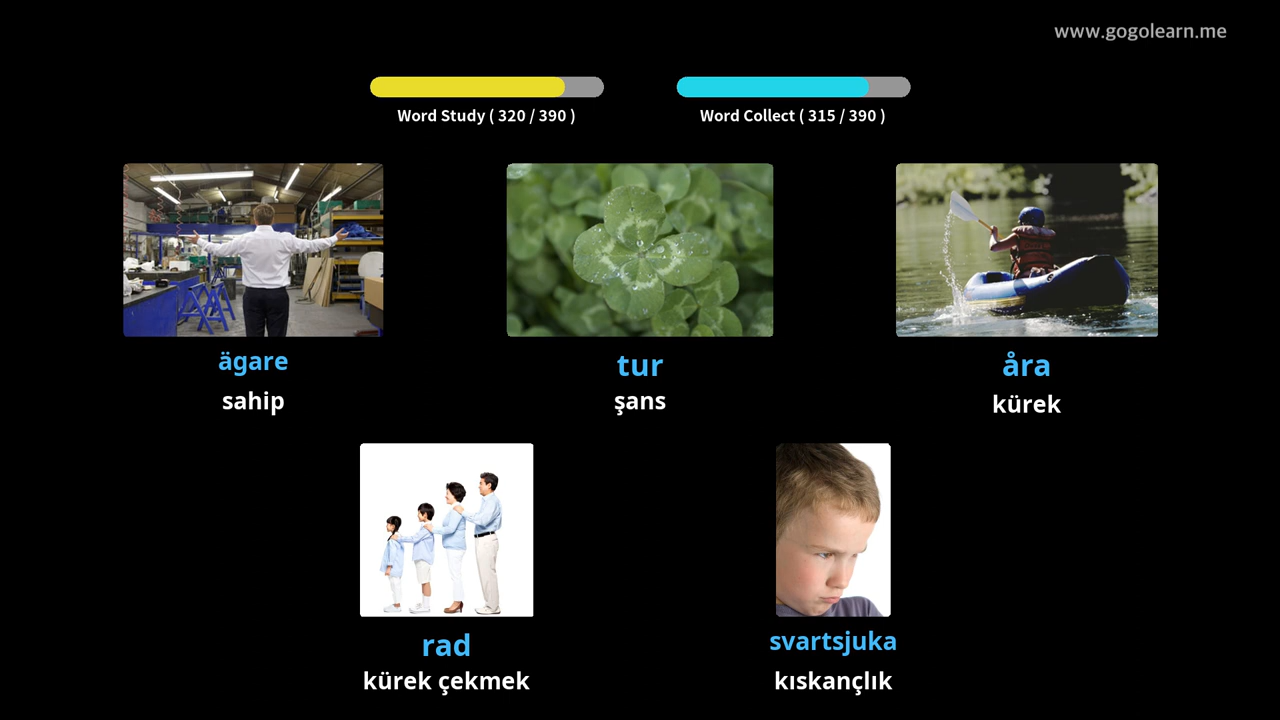 www.gogolearn.me
Word Study ( 320 / 390 )
Word Collect ( 315 / 390 )
ägare
sahip
tur
şans
åra
kürek
rad
kürek çekmek
svartsjuka
kıskançlık